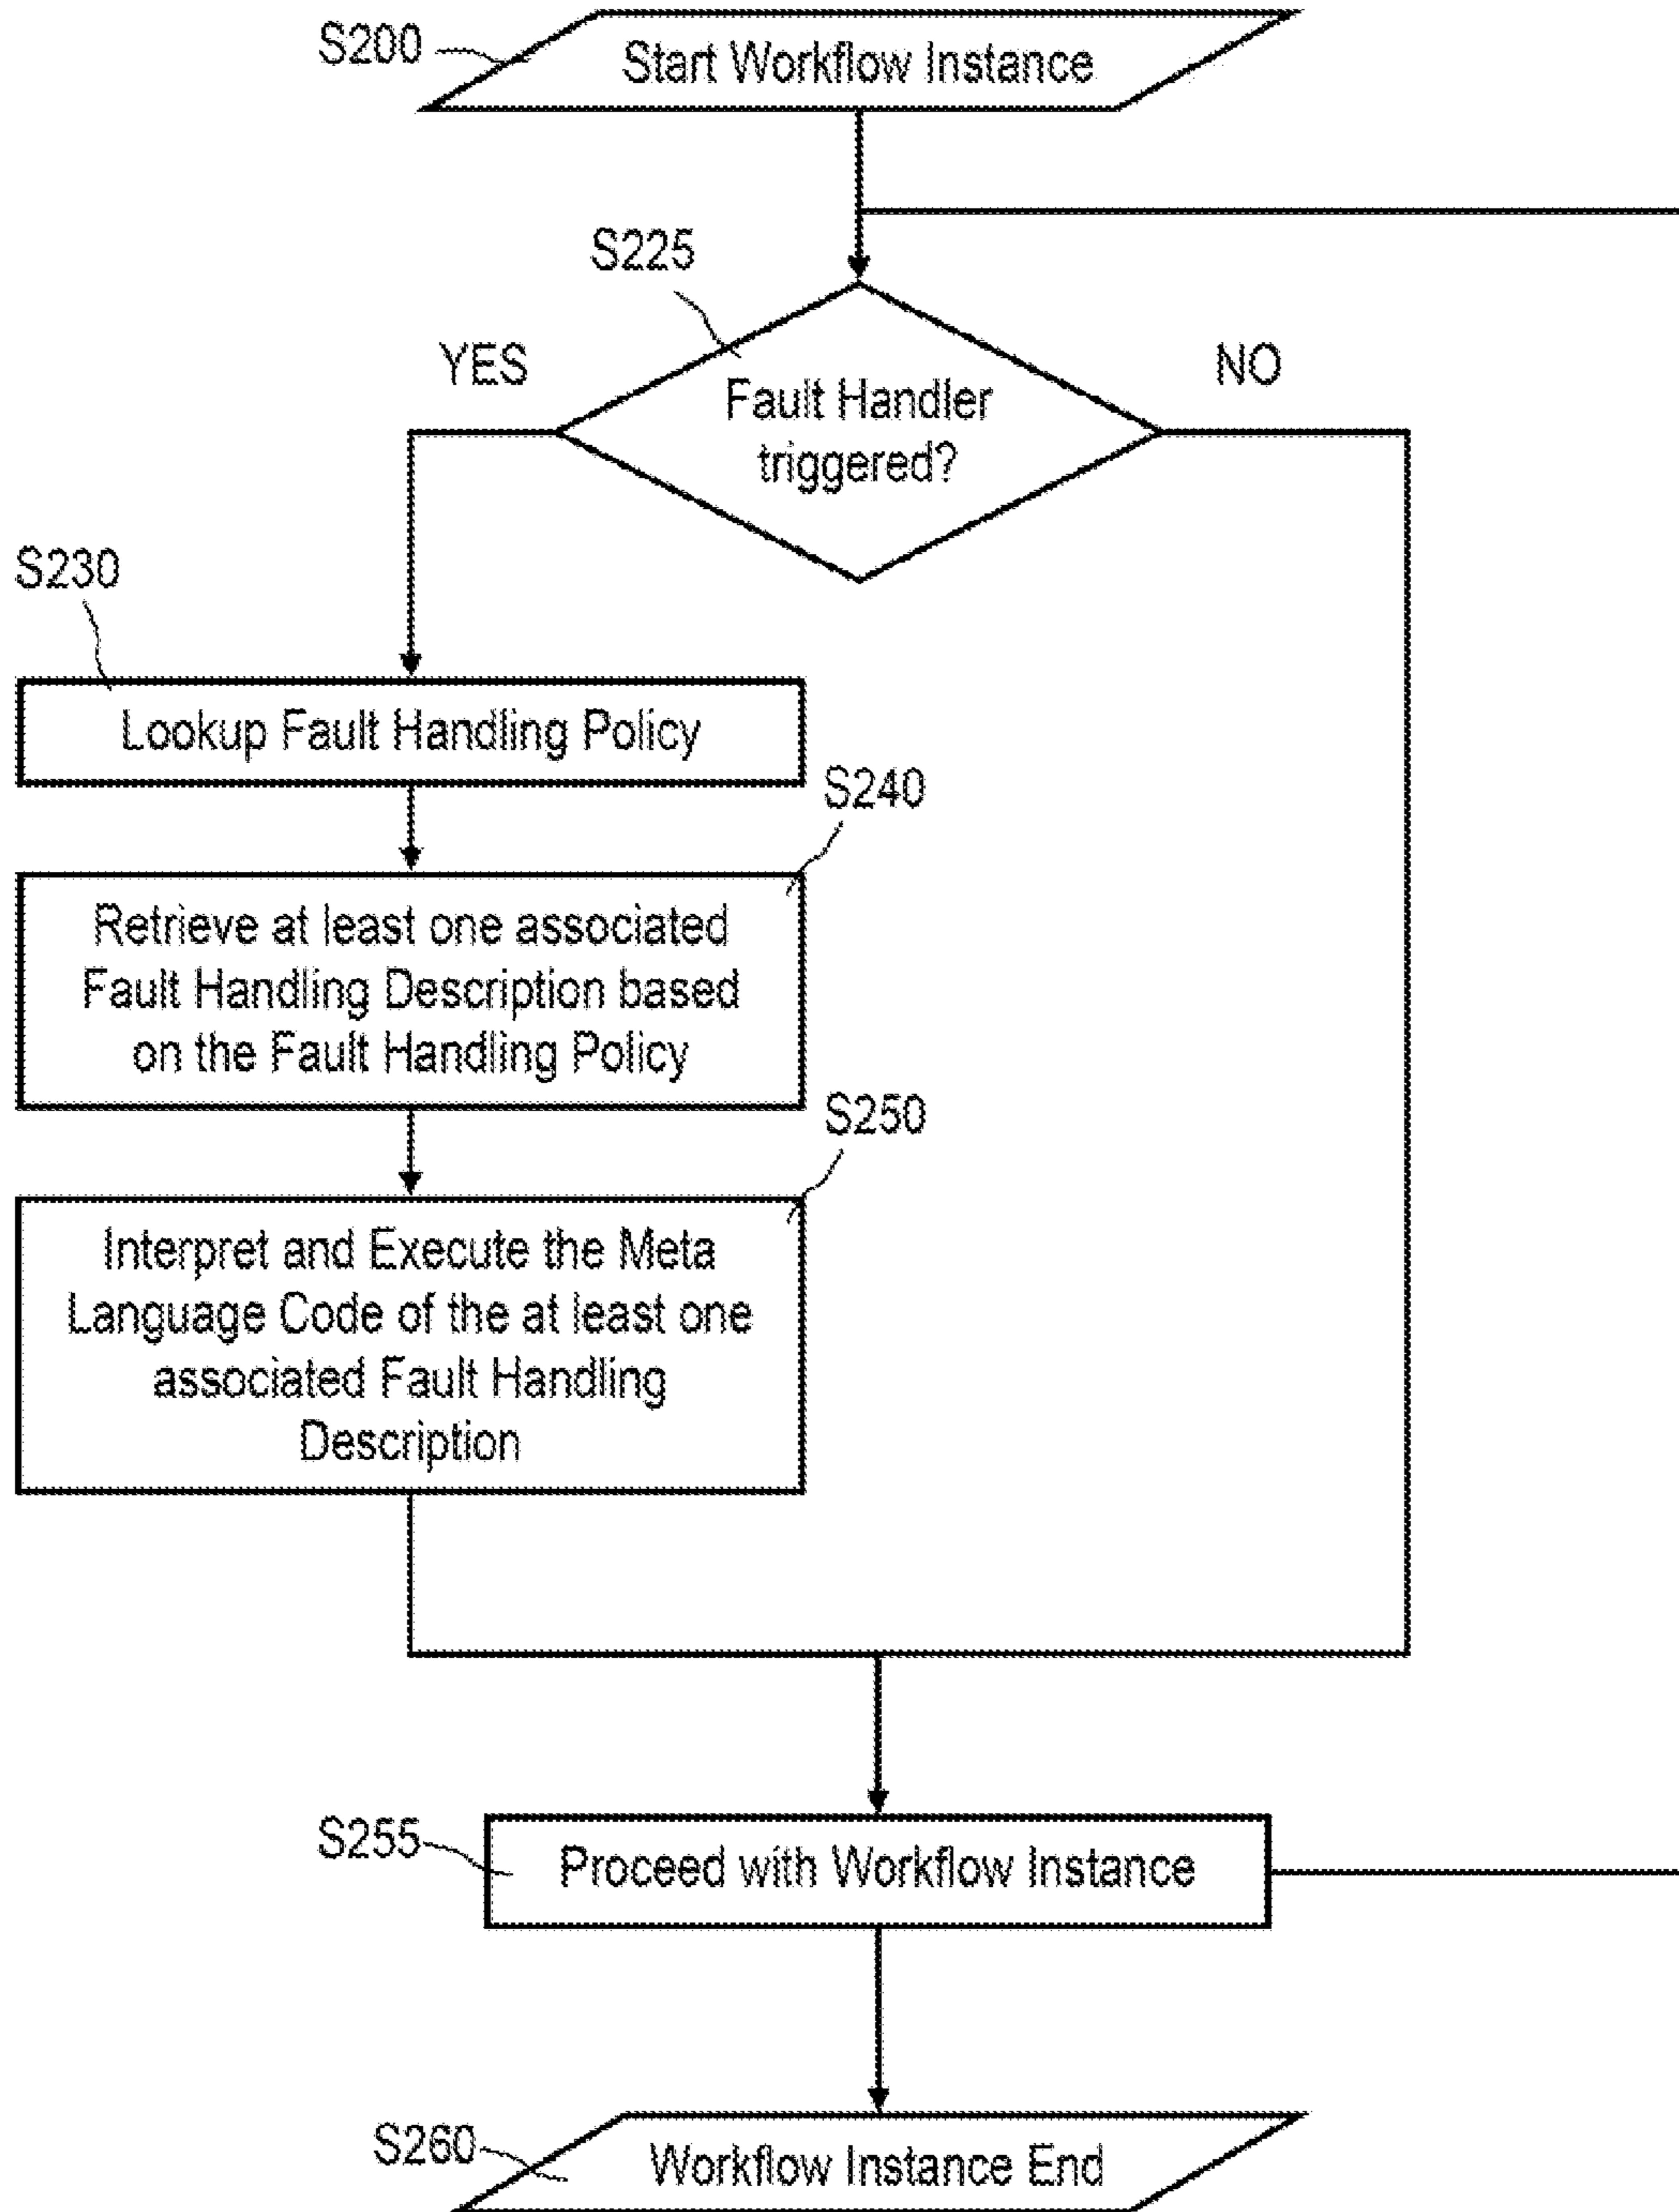 S200
Start Workflow Instance
S225
YES
NO
Fault Handler
triggered?
S230
Lookup Fault Handling Policy
S240
Retrieve at least one associated
Fault Handling Description based
on the Fault Handling Policy
S250
Interpret and Execute the Meta
Language Code of the at least one
associated Fault Handling
Description
S255
Proceed with Workflow Instance
S260
Workflow Instance End